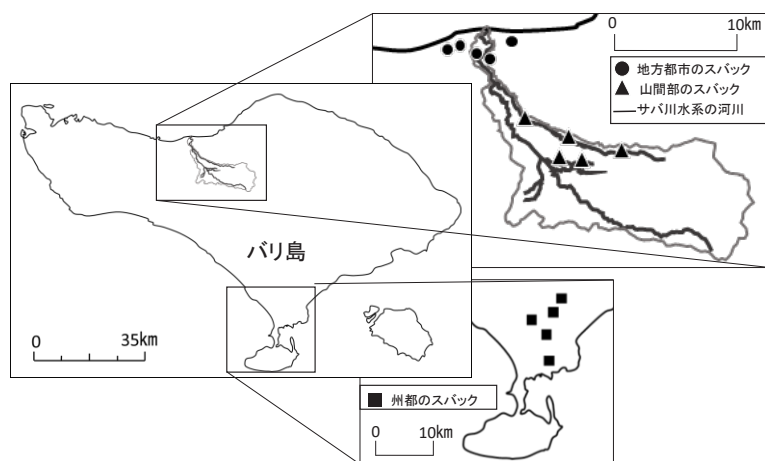 0 10km
地方都市のスバック
山間部のスバック
サバ川水系の河川
バリ島
0 35km
州都のスバック
0 10km